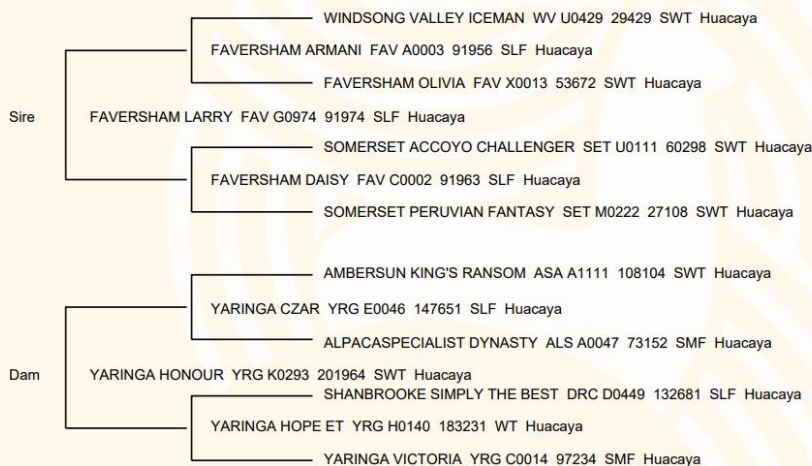 WINDSONG VALLEY ICEMAN WV U0429 29429 SWT Huacaya
FAVERSHAM ARMANI FAV A0003 91956 SLF Huacaya
FAVERSHAM OLIVIA FAV X0013 53672 SWT Huacaya
Sire FAVERSHAM LARRY FAV G0974 91974 SLF Huacaya
SOMERSET ACCOYO CHALLENGER SET U0111 60298 SWT Huacaya
FAVERSHAM DAISY FAV C0002 91963 SLF Huacaya
SOMERSET PERUVIAN FANTASY SET M0222 27108 SWT Huacaya
AMBERSUN KING'S RANSOM ASA A1111 108104 SWT Huacaya
YARINGA CZAR YRG E0046 147651 SLF Huacaya
ALPACASPECIALIST DYNASTY ALS A0047 73152 SMF Huacaya
Dam YARINGA HONOUR YRG K0293 201964 SWT Huacaya
SHANBROOKE SIMPLY THE BEST DRC D0449 132681 SLF Huacaya
YARINGA HOPE ET YRG H0140 183231 WT Huacaya
YARINGA VICTORIA YRG C0014 97234 SMF Huacaya